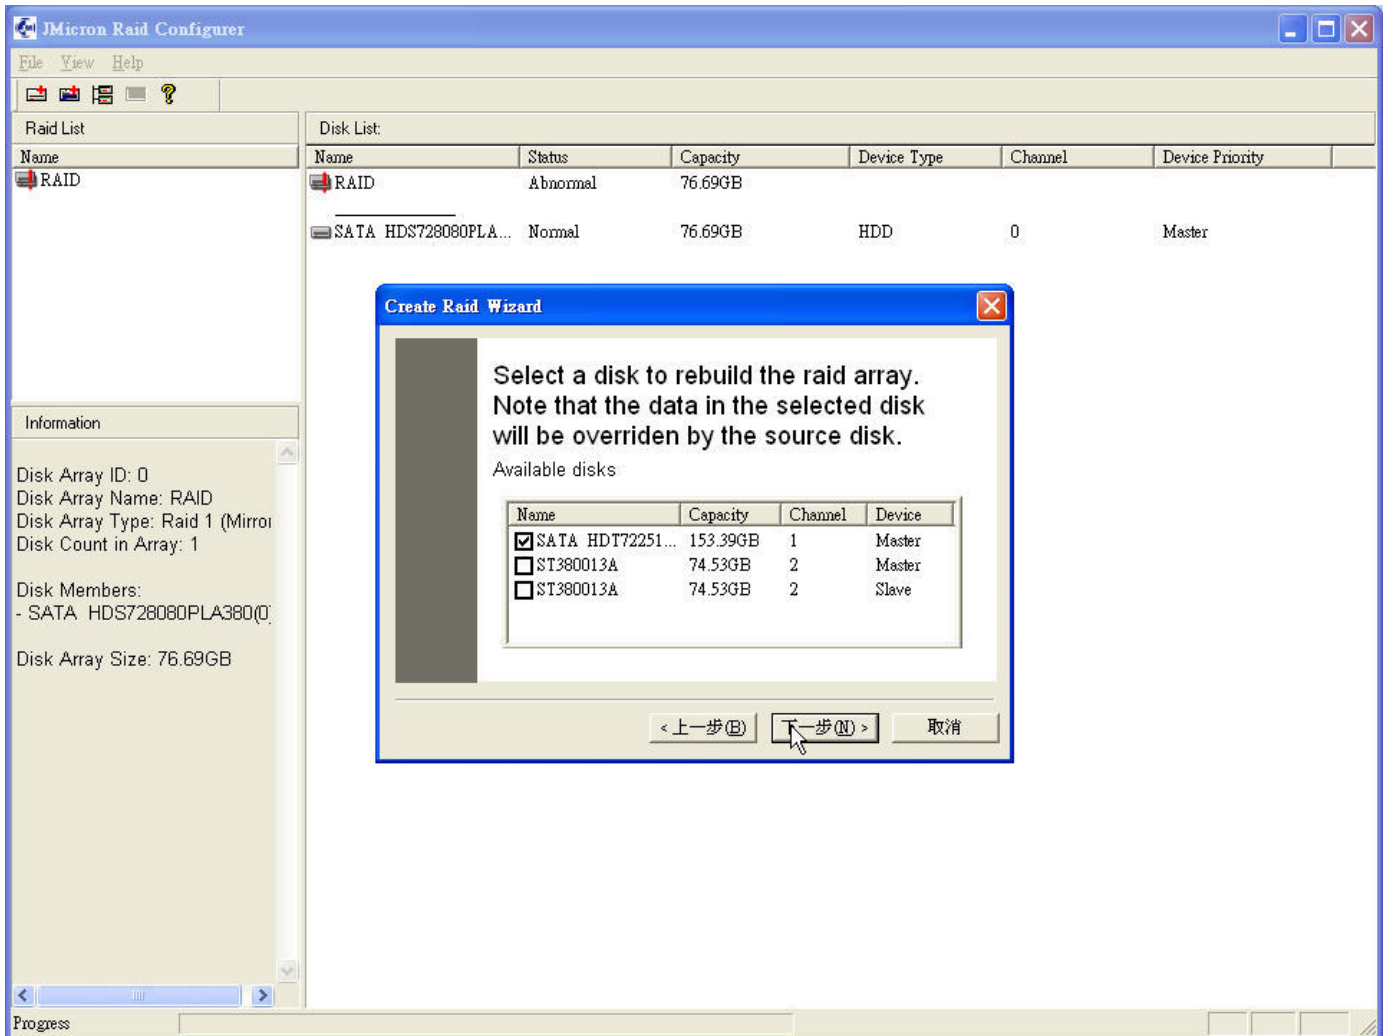 JMicron Raid Configurer
File View Help
Raid List
Disk List:
Name
Name Status Capacity Device Type Channel Device Priority
RAID
RAID Abnormal 76.69GB
SATA HDS728080PLA... Normal 76.69GB HDD 0 Master
Create Raid Wizard
Select a disk to rebuild the raid array.
Note that the data in the selected disk
will be overriden by the source disk.
Available disks
Name Capacity Channel Device
SATA HDT72251... 153.39GB 1 Master
ST380013A 74.53GB 2 Master
ST380013A 74.53GB 2 Slave
<上一步(B) 下一步(N)> 取消
Information
Disk Array ID: 0
Disk Array Name: RAID
Disk Array Type: Raid 1 (Mirror
Disk Count in Array: 1
Disk Members:
- SATA HDS728080PLA380(0)
Disk Array Size: 76.69GB
Progress